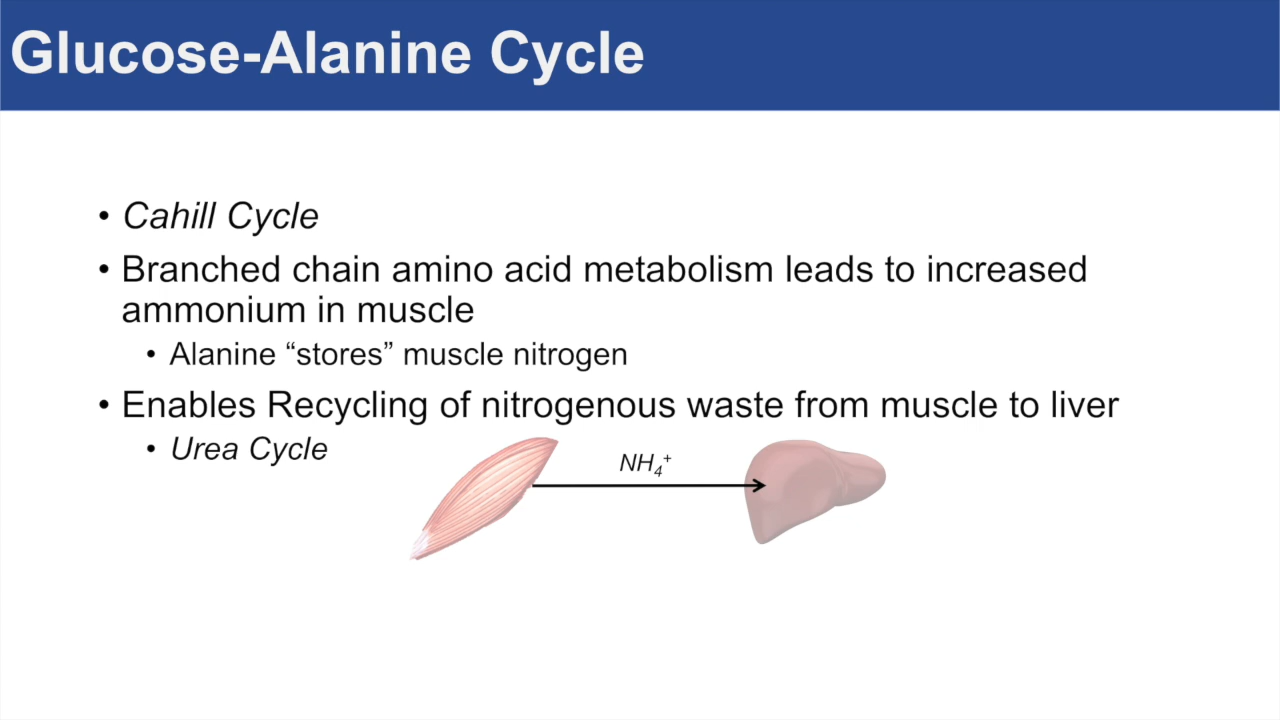 Glucose-Alanine Cycle
• Cahill Cycle
• Branched chain amino acid metabolism leads to increased
ammonium in muscle
• Alanine “stores” muscle nitrogen
• Enables Recycling of nitrogenous waste from muscle to liver
• Urea Cycle
NH₄⁺